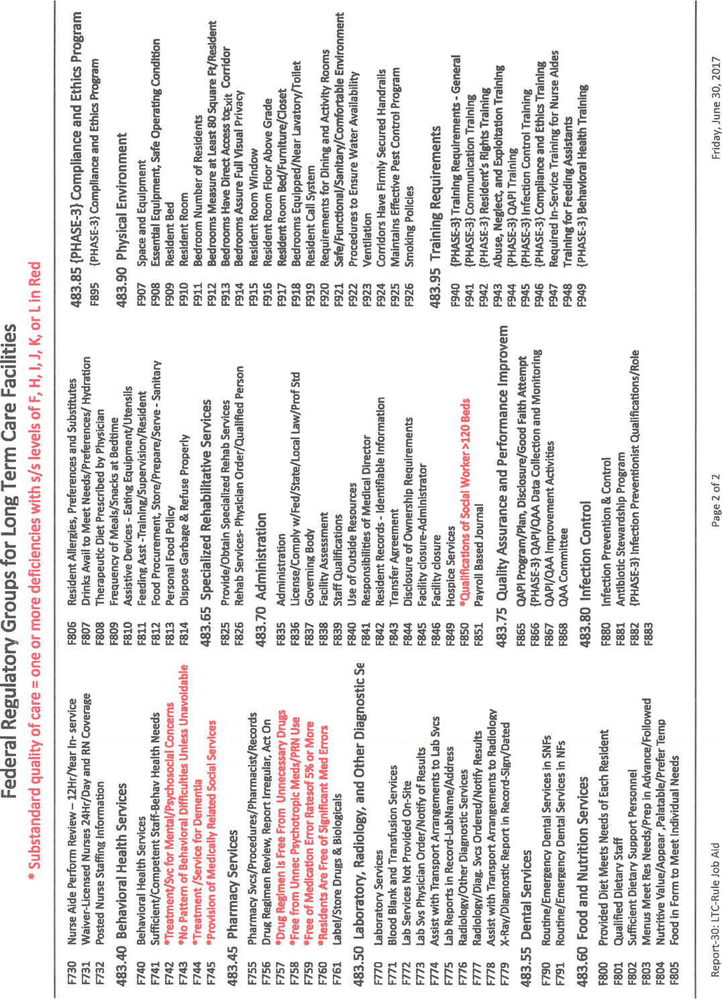 Federal Regulatory Groups for Long Term Care Facilities
* Substandard quality of care = one or more deficiencies with s/s levels of F, H, I, J, K, or L in Red
F730 Nurse Aide Perform Review – 12Hr/Year In- service
F731 Waiver-Licensed Nurses 24Hr/Day and RN Coverage
F732 Posted Nurse Staffing Information
483.40 Behavioral Health Services
F740 Behavioral Health Services
F741 Sufficient/Competent Staff-Behav Health Needs
F742 *Treatment/Svc for Mental/Psychosocial Concerns
F743 *No Pattern of Behavioral Difficulties Unless Unavoidable
F744 *Treatment /Service for Dementia
F745 *Provision of Medically Related Social Services
483.45 Pharmacy Services
F755 Pharmacy Svcs/Procedures/Pharmacist/Records
F756 Drug Regimen Review, Report Irregular, Act On
F757 *Drug Regimen Is Free From Unnecessary Drugs
F758 *Free from Unnec Psychotropic Meds/PRN Use
F759 *Free of Medication Error Ratesof 5% or More
F760 *Residents Are Free of Significant Med Errors
F761 Label/Store Drugs & Biologicals
483.50 Laboratory, Radiology, and Other Diagnostic Se
F770 Laboratory Services
F771 Blood Blank and Transfusion Services
F772 Lab Services Not Provided On-Site
F773 Lab Svs Physician Order/Notify of Results
F774 Assist with Transport Arrangements to Lab Svcs
F775 Lab Reports in Record-LabName/Address
F776 Radiology/Other Diagnostic Services
F777 Radiology/Diag. Svcs Ordered/Notify Results
F778 Assist with Transport Arrangements to Radiology
F779 X-Ray/Diagnostic Report in Record-Sign/Dated
483.55 Dental Services
F790 Routine/Emergency Dental Services in SNFs
F791 Routine/Emergency Dental Services in NFs
483.60 Food and Nutrition Services
F800 Provided Diet Meets Needs of Each Resident
F801 Qualified Dietary Staff
F802 Sufficient Dietary Support Personnel
F803 Menus Meet Res Needs/Prep in Advance/Followed
F804 Nutritive Value/Appear ,Palatable/Prefer Temp
F805 Food in Form to Meet Individual Needs
F806 Resident Allergies, Preferences and Substitutes
F807 Drinks Avail to Meet Needs/Preferences/ Hydration
F808 Therapeutic Diet Prescribed by Physician
F809 Frequency of Meals/Snacks at Bedtime
F810 Assistive Devices - Eating Equipment/Utensils
F811 Feeding Asst -Training/Supervision/Resident
F812 Food Procurement, Store/Prepare/Serve - Sanitary
F813 Personal Food Policy
F814 Dispose Garbage & Refuse Properly
483.65 Specialized Rehabilitative Services
F825 Provide/Obtain Specialized Rehab Services
F826 Rehab Services- Physician Order/Qualified Person
483.70 Administration
F835 Administration
F836 License/Comply w/Fed/State/Local Law/Prof Std
F837 Governing Body
F838 Facility Assessment
F839 Staff Qualifications
F840 Use of Outside Resources
F841 Responsibilities of Medical Director
F842 Resident Records - Identifiable Information
F843 Transfer Agreement
F844 Disclosure of Ownership Requirements
F845 Facility closure-Administrator
F846 Facility closure
F849 Hospice Services
F850 *Qualifications of Social Worker >120 Beds
F851 Payroll Based Journal
483.75 Quality Assurance and Performance Improvem
F865 QAPI Program/Plan, Disclosure/Good Faith Attempt
F866 {PHASE-3} QAPI/QAA Data Collection and Monitoring
F867 QAPI/QAA Improvement Activities
F868 QAA Committee
483.80 Infection Control
F880 Infection Prevention & Control
F881 Antibiotic Stewardship Program
F882 {PHASE-3} Infection Preventionist Qualifications/Role
F883
483.85 {PHASE-3} Compliance and Ethics Program
F895 {PHASE-3} Compliance and Ethics Program
483.90 Physical Environment
F907 Space and Equipment
F908 Essential Equipment, Safe Operating Condition
F909 Resident Bed
F910 Resident Room
F911 Bedroom Number of Residents
F912 Bedrooms Measure at Least 80 Square Ft/Resident
F913 Bedrooms Have Direct Access toExit Corridor
F914 Bedrooms Assure Full Visual Privacy
F915 Resident Room Window
F916 Resident Room Floor Above Grade
F917 Resident Room Bed/Furniture/Closet
F918 Bedrooms Equipped/Near Lavatory/Toilet
F919 Resident Call System
F920 Requirements for Dining and Activity Rooms
F921 Safe/Functional/Sanitary/Comfortable Environment
F922 Procedures to Ensure Water Availability
F923 Ventilation
F924 Corridors Have Firmly Secured Handrails
F925 Maintains Effective Pest Control Program
F926 Smoking Policies
483.95 Training Requirements
F940 {PHASE-3} Training Requirements - General
F941 {PHASE-3} Communication Training
F942 {PHASE-3} Resident's Rights Training
F943 Abuse, Neglect, and Exploitation Training
F944 {PHASE-3} QAPI Training
F945 {PHASE-3} Infection Control Training
F946 {PHASE-3} Compliance and Ethics Training
F947 Required In-Service Training for Nurse Aides
F948 Training for Feeding Assistants
F949 {PHASE-3} Behavioral Health Training
Report-30: LTC-Rule Job Aid
Page 2 of 2
Friday, June 30, 2017